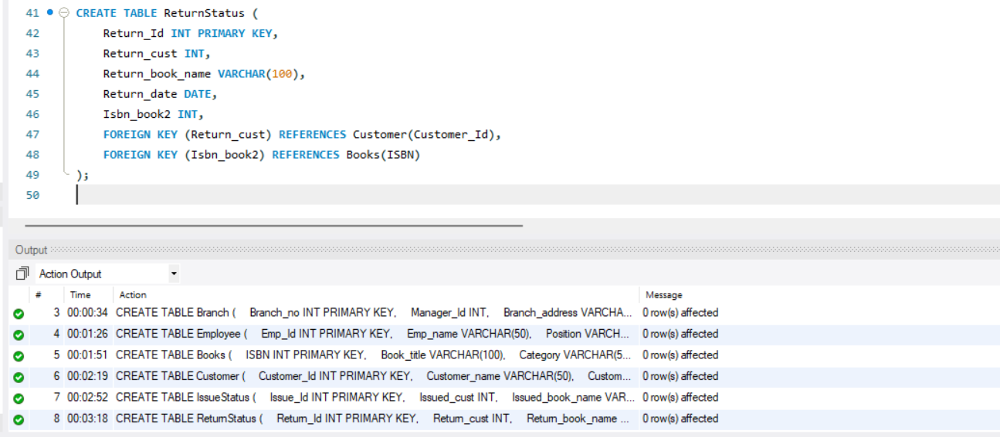 41 CREATE TABLE ReturnStatus (
42 Return_Id INT PRIMARY KEY,
43 Return_cust INT,
44 Return_book_name VARCHAR(100),
45 Return_date DATE,
46 Isbn_book2 INT,
47 FOREIGN KEY (Return_cust) REFERENCES Customer(Customer_Id),
48 FOREIGN KEY (Isbn_book2) REFERENCES Books(ISBN)
49 );
50
Output
Action Output
# Time Action Message
3 00:00:34 CREATE TABLE Branch ( Branch_no INT PRIMARY KEY, Manager_Id INT, Branch_address VARCHA... 0 row(s) affected
4 00:01:26 CREATE TABLE Employee ( Emp_Id INT PRIMARY KEY, Emp_name VARCHAR(50), Position VARCH... 0 row(s) affected
5 00:01:51 CREATE TABLE Books ( ISBN INT PRIMARY KEY, Book_title VARCHAR(100), Category VARCHAR(5... 0 row(s) affected
6 00:02:19 CREATE TABLE Customer ( Customer_Id INT PRIMARY KEY, Customer_name VARCHAR(50), Custom... 0 row(s) affected
7 00:02:52 CREATE TABLE IssueStatus ( Issue_Id INT PRIMARY KEY, Issued_cust INT, Issued_book_name VAR... 0 row(s) affected
8 00:03:18 CREATE TABLE ReturnStatus ( Return_Id INT PRIMARY KEY, Return_cust INT, Return_book_name ... 0 row(s) affected